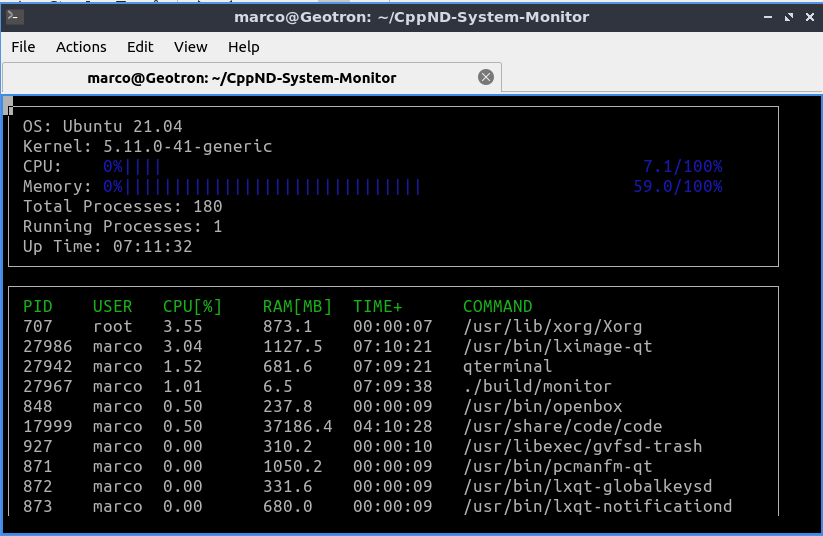 marco@Geotron: ~/CppND-System-Monitor
File Actions Edit View Help
marco@Geotron: ~/CppND-System-Monitor
OS: Ubuntu 21.04
Kernel: 5.11.0-41-generic
CPU: 0%|||| 7.1/100%
Memory: 0%|||||||||||||||||||||||||||||| 59.0/100%
Total Processes: 180
Running Processes: 1
Up Time: 07:11:32
PID USER CPU[%] RAM[MB] TIME+ COMMAND
707 root 3.55 873.1 00:00:07 /usr/lib/xorg/Xorg
27986 marco 3.04 1127.5 07:10:21 /usr/bin/lximage-qt
27942 marco 1.52 681.6 07:09:21 qterminal
27967 marco 1.01 6.5 07:09:38 ./build/monitor
848 marco 0.50 237.8 00:00:09 /usr/bin/openbox
17999 marco 0.50 37186.4 04:10:28 /usr/share/code/code
927 marco 0.00 310.2 00:00:10 /usr/libexec/gvfsd-trash
871 marco 0.00 1050.2 00:00:09 /usr/bin/pcmanfm-qt
872 marco 0.00 331.6 00:00:09 /usr/bin/lxqt-globalkeysd
873 marco 0.00 680.0 00:00:09 /usr/bin/lxqt-notificationd